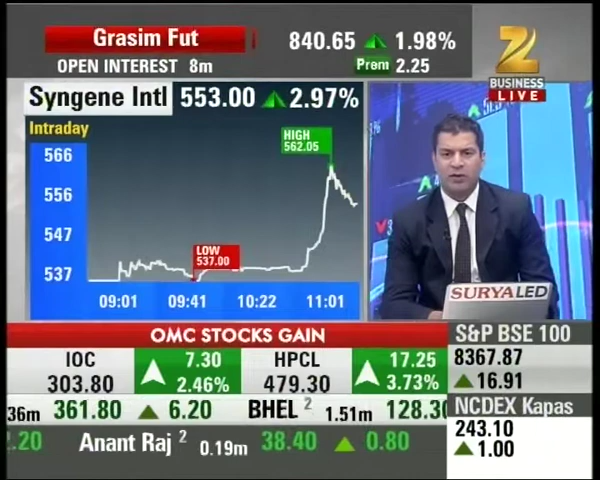 Grasim Fut
840.65 1.98%
OPEN INTEREST 8m
Prem 2.25
Z
BUSINESS
LIVE
Syngene Intl 553.00 2.97%
Intraday
566
556
547
537
HIGH
562.05
LOW
537.00
09:01 09:41 10:22 11:01
SURYA LED
OMC STOCKS GAIN
IOC 7.30 HPCL 17.25
303.80 2.46% 479.30 3.73%
S&P BSE 100
8367.87
16.91
36m 361.80 6.20 BHEL 2 1.51m 128.30
NCDEX Kapas
243.10
1.00
2.20 Anant Raj 2 0.19m 38.40 0.80